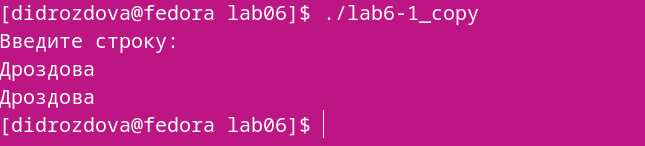 [didrozdova@fedora lab06]$ ./lab6-1_copy
Введите строку:
Дроздова
Дроздова
[didrozdova@fedora lab06]$